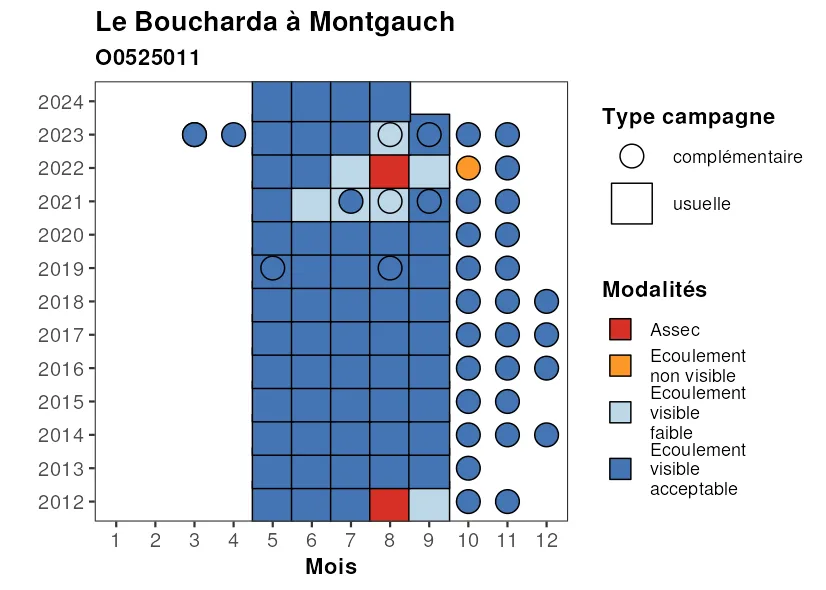 Le Boucharda à Montgauch
O0525011
2024
2023
2022
2021
2020
2019
2018
2017
2016
2015
2014
2013
2012
1 2 3 4 5 6 7 8 9 10 11 12
Mois
Type campagne
complémentaire
usuelle
Modalités
Assec
Ecoulement
non visible
Ecoulement
visible
faible
Ecoulement
visible
acceptable